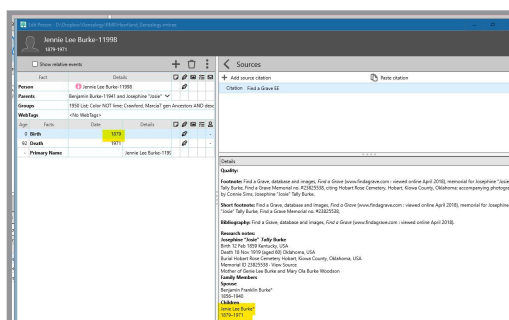 Edit Person - D:\Dropbox\Genealogy\RM8\Heartland_Genealogy.rmtree
Jennie Lee Burke-11998
1879-1971
Show relative events
Fact Details
Person Jennie Lee Burke-11998
Parents Benjamin Burke-11941 and Josephine "Josie"
Groups 1950 List; Color NOT lime; Crawford, Marcia7 gen Ancestors AND desc
WebTags <No WebTags>
Age Facts Date Details
0 Birth 1879
92 Death 1971
- Primary Name Jennie Lee Burke-1199
Sources
Add source citation
Paste citation
Citation Find a Grave EE
Details
Quality:
Footnote: Find a Grave, database and images, Find a Grave (www.findagrave.com : viewed online April 2018), memorial for Josephine "Josie"
Tally Burke, Find a Grave Memorial no. #23825538, citing Hobart Rose Cemetery, Hobart, Kiowa County, Oklahoma; accompanying photogra
by Connie Sims, Josephine Tally Burke.
Short footnote: Find a Grave, database and images, Find a Grave (www.findagrave.com : viewed online April 2018), memorial for Josephine
"Josie" Tally Burke, Find a Grave Memorial no. #23825538,
Bibliography: Find a Grave, database and images, Find a Grave (www.findagrave.com : viewed online April 2018).
Research notes:
Josephine "Josie" Tally Burke
Birth 12 Feb 1859 Kentucky, USA
Death 18 Nov 1919 (aged 60) Oklahoma, USA
Burial Hobart Rose Cemetery Hobart, Kiowa County, Oklahoma, USA
Memorial ID 23825538 - View Source
Mother of Genie Lee Burke and Mary Ola Burke Woodson
Family Members
Spouse
Benjamin Franklin Burke*
1856–1940
Children
Jenie Lee Burke*
1879–1971